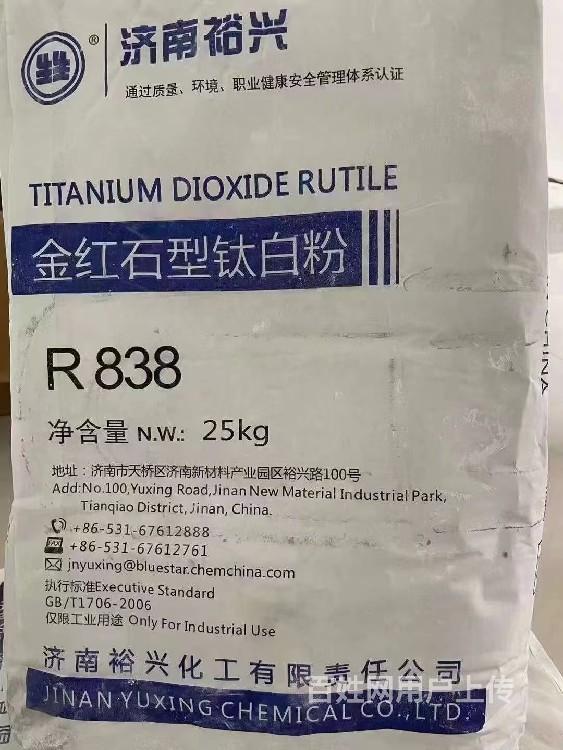 ®
济南裕兴
通过质量、环境、职业健康安全管理体系认证
TITANIUM DIOXIDE RUTILE
金红石型钛白粉
R 838
净含量 N.W.: 25kg
地址：济南市天桥区济南新材料产业园区裕兴路100号
Add:No.100,Yuxing Road,Jinan New Material Industrial Park,
Tianqiao District,Jinan, China.
+86-531-67612888
FAX +86-531-67612761
jnyuxing@bluestar.chemchina.com
执行标准Executive Standard
GB/T1706-2006
仅限工业用途 Only For Industrial Use
济南裕兴化工有限责任公司
JINAN YUXING CHEMICAL CO.,LTD.
百姓网用户上传
CHINA